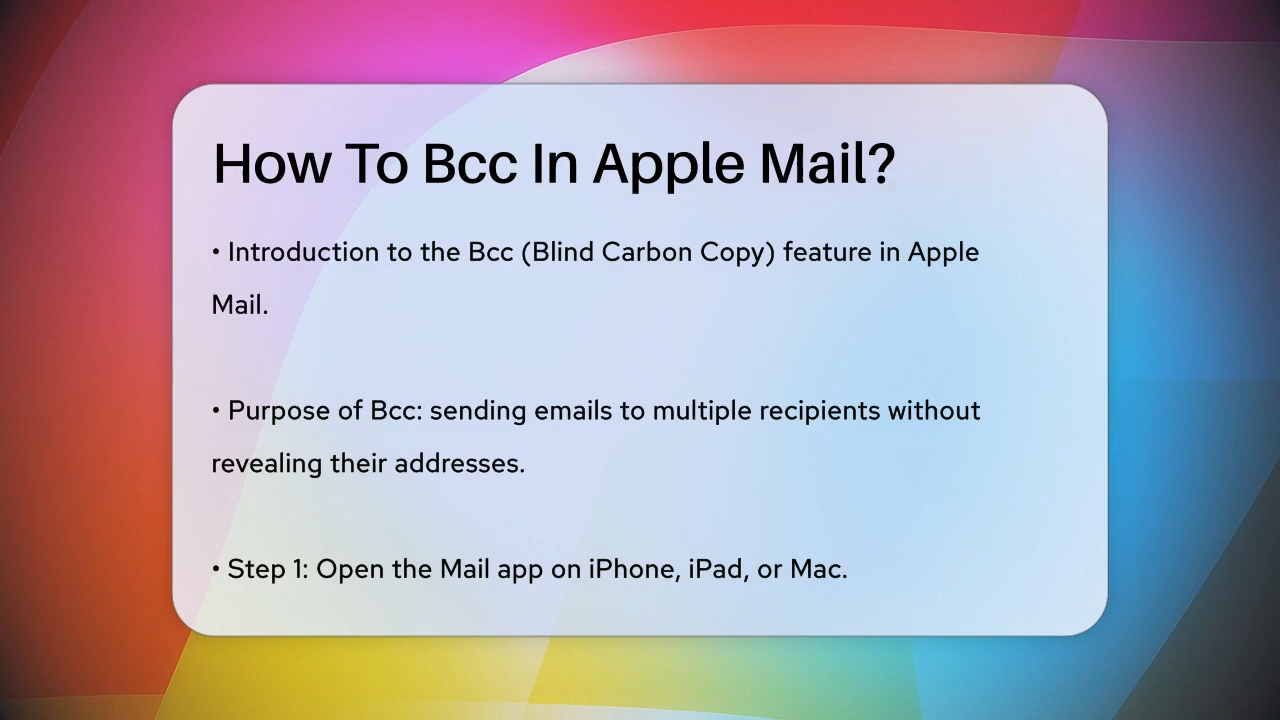 How To Bcc In Apple Mail?
• Introduction to the Bcc (Blind Carbon Copy) feature in Apple
Mail.
• Purpose of Bcc: sending emails to multiple recipients without
revealing their addresses.
• Step 1: Open the Mail app on iPhone, iPad, or Mac.